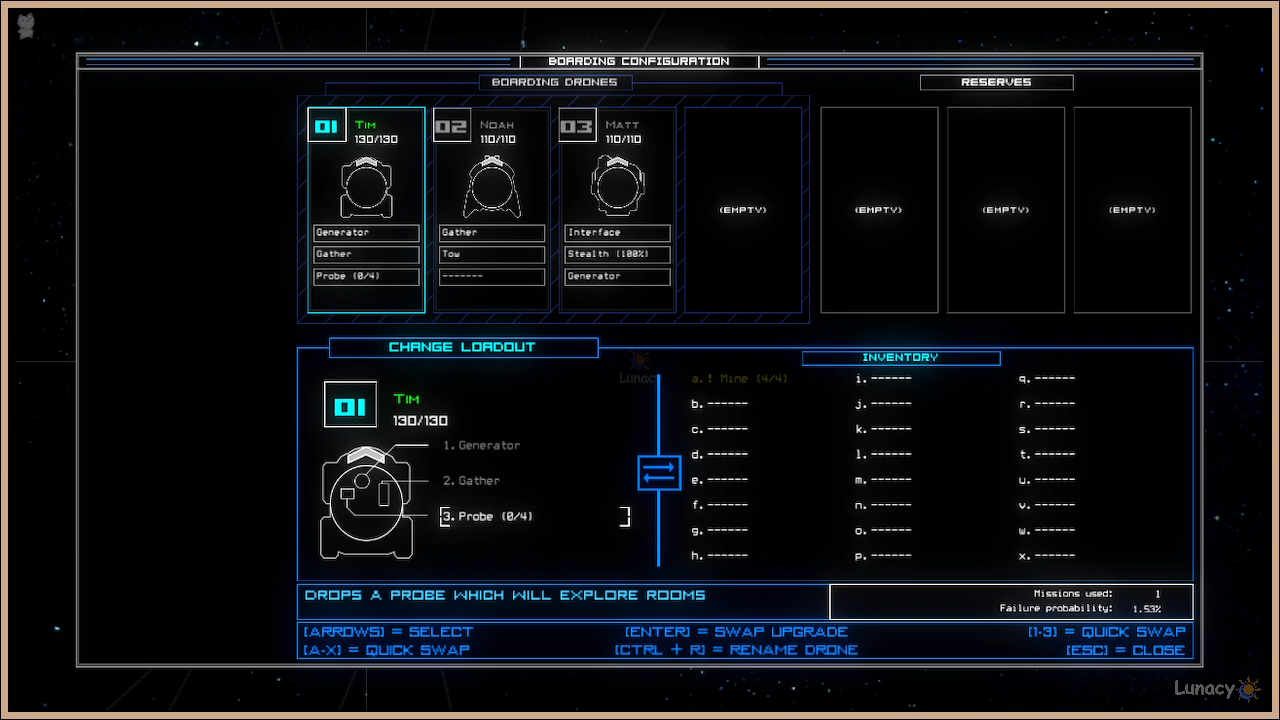 BOARDING CONFIGURATION
BOARDING DRONES
RESERVES
01 Tim 130/130
Generator
Gather
Probe (0/4)
02 Noah 110/110
Gather
Tow
-------
03 Matt 110/110
Interface
Stealth (100%)
Generator
(EMPTY)
(EMPTY)
(EMPTY)
(EMPTY)
CHANGE LOADOUT
INVENTORY
01 Tim
130/130
1. Generator
2. Gather
3. Probe (0/4)
Lunacy
a. ! Mine (4/4)
b. ------
c. ------
d. ------
e. ------
f. ------
g. ------
h. ------
i. ------
j. ------
k. ------
l. ------
m. ------
n. ------
o. ------
p. ------
q. ------
r. ------
s. ------
t. ------
u. ------
v. ------
w. ------
x. ------
DROPS A PROBE WHICH WILL EXPLORE ROOMS
Missions used: 1
Failure probability: 1.53%
[ARROWS] = SELECT [ENTER] = SWAP UPGRADE [1-3] = QUICK SWAP
[A-X] = QUICK SWAP [CTRL + R] = RENAME DRONE [ESC] = CLOSE
Lunacy